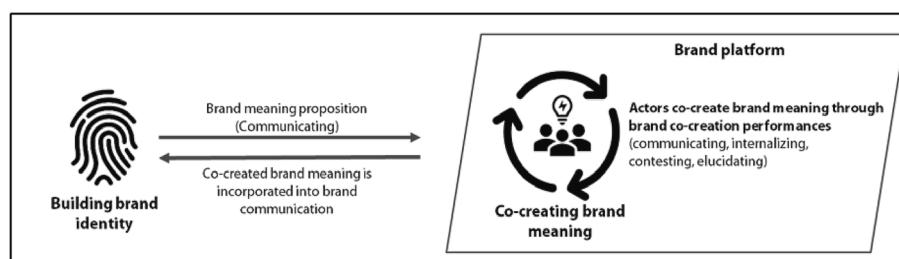 Brand platform
Brand meaning proposition
(Communicating)
Co-created brand meaning is
incorporated into brand
communication
Building brand
identity
Actors co-create brand meaning through
brand co-creation performances
(communicating, internalizing,
contesting, elucidating)
Co-creating brand
meaning